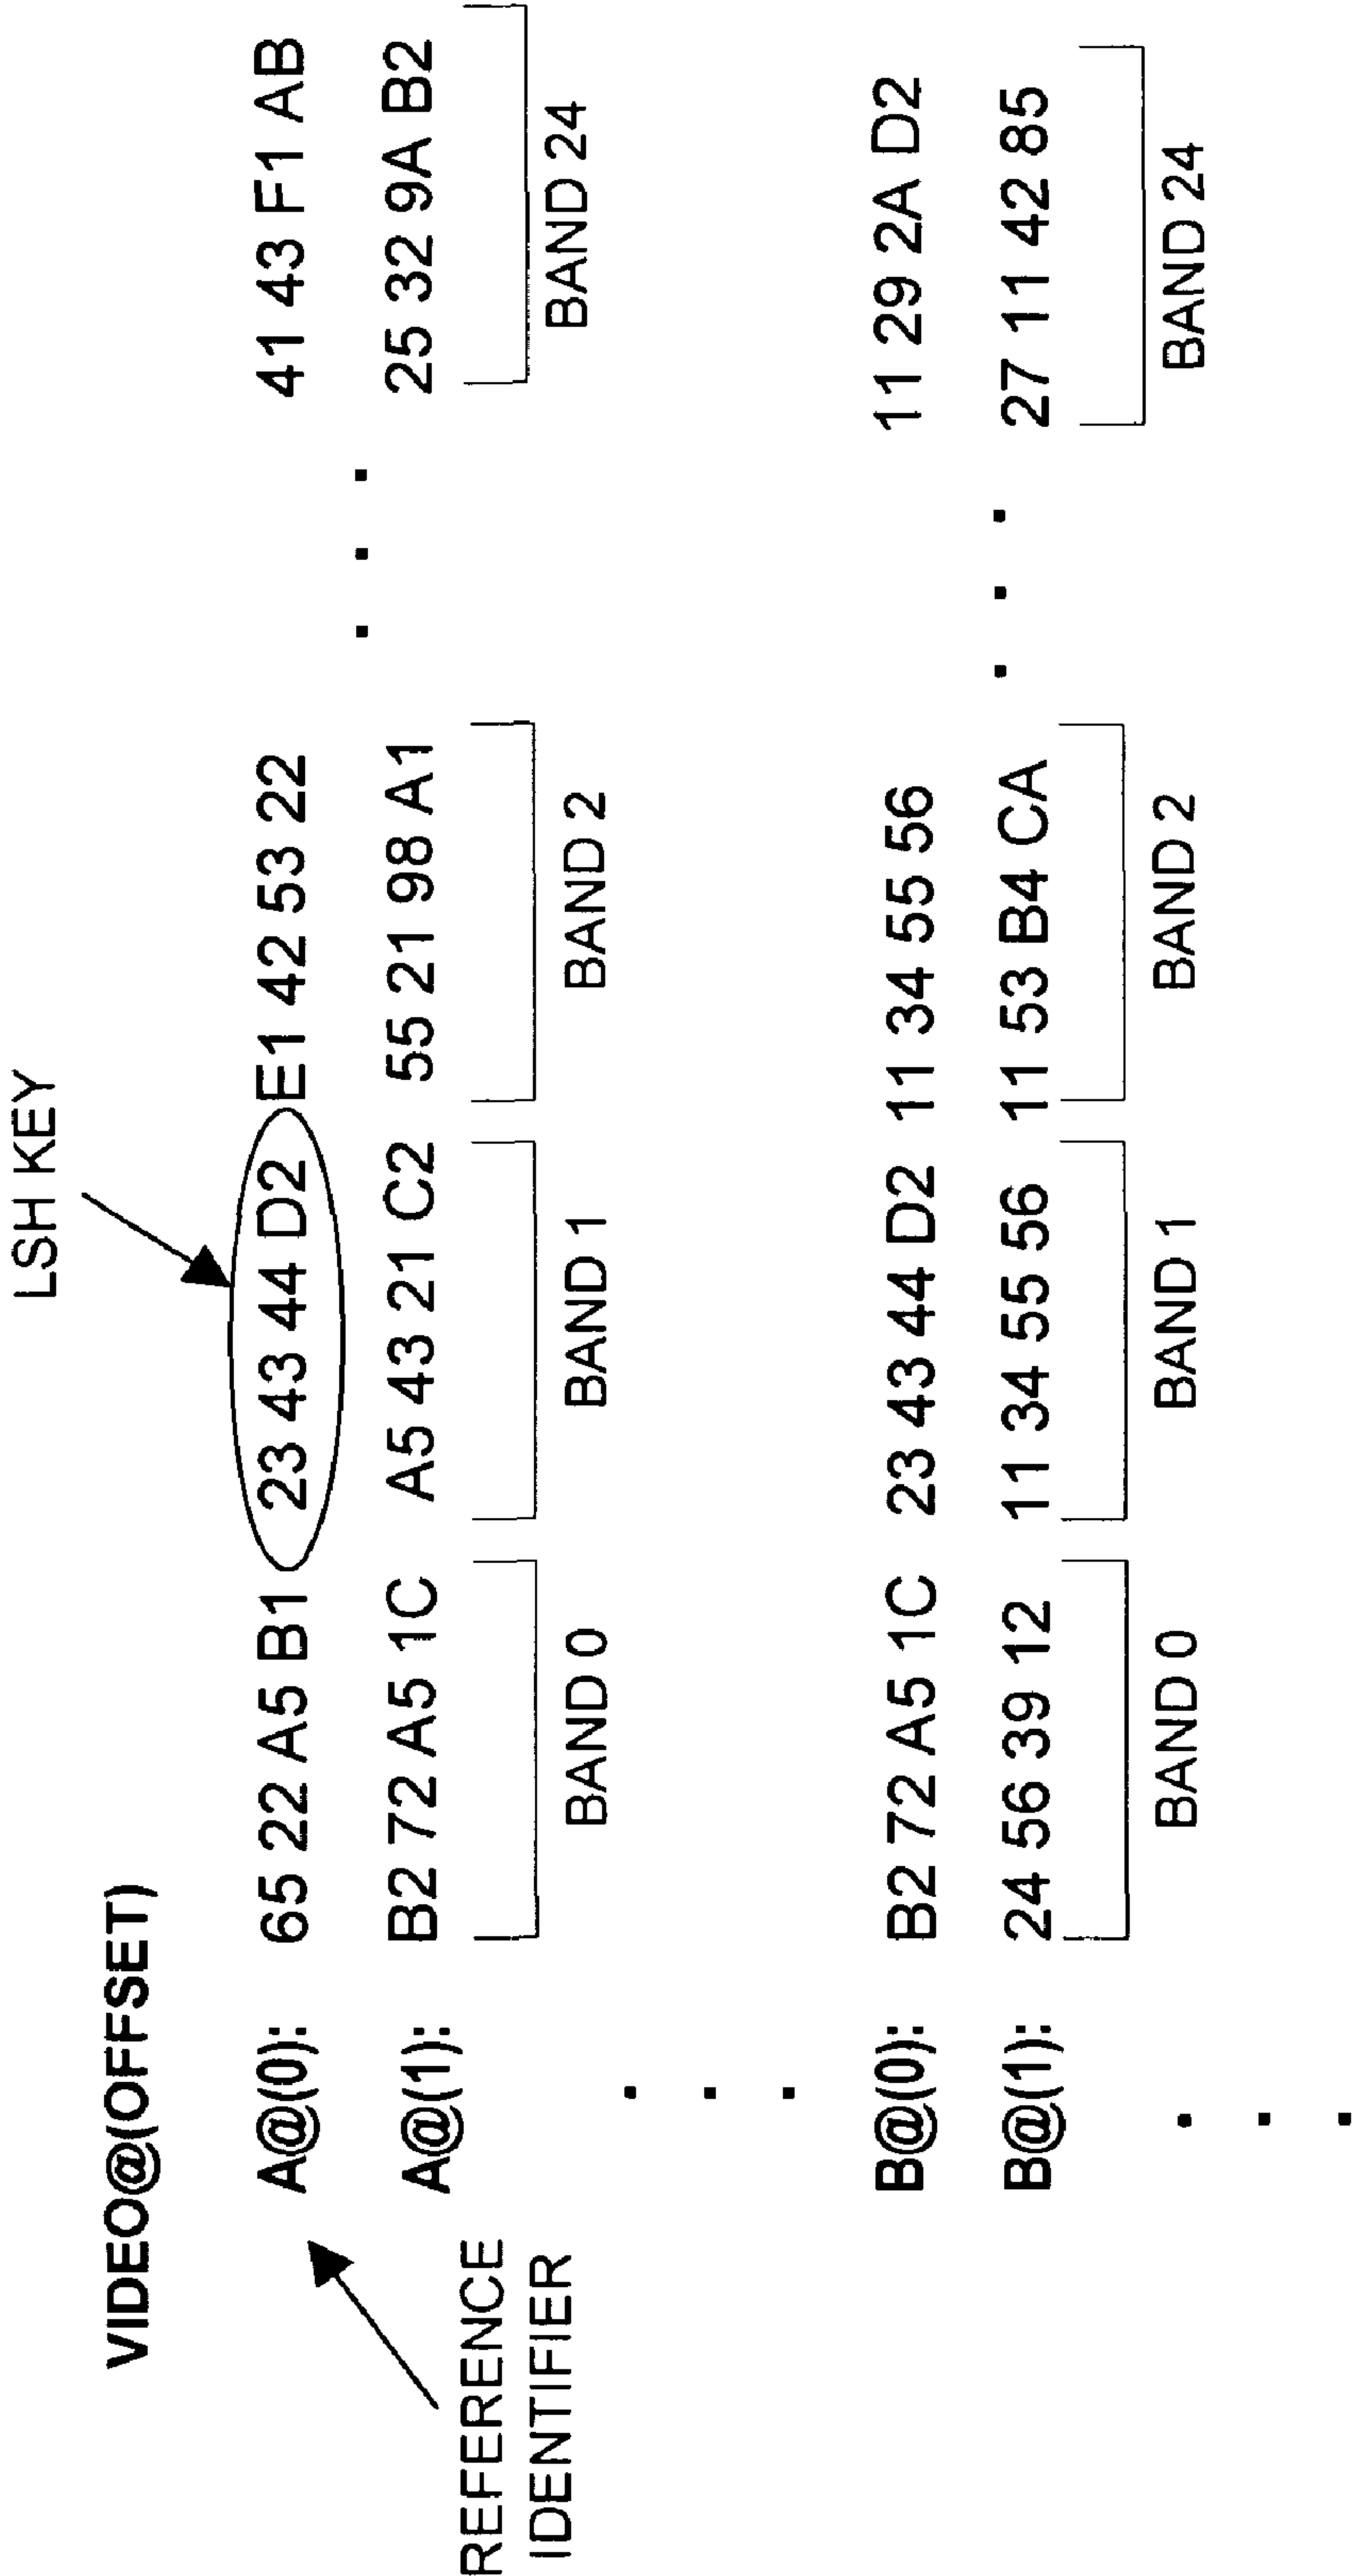 LSH KEY
VIDEO@(OFFSET)
A@(0): 65 22 A5 B1 23 43 44 D2 E1 42 53 22 41 43 F1 AB
A@(1): B2 72 A5 1C A5 43 21 C2 55 21 98 A1 . . . 25 32 9A B2
BAND 0 BAND 1 BAND 2 BAND 24
REFERENCE
IDENTIFIER
B@(0): B2 72 A5 1C 23 43 44 D2 11 34 55 56 11 29 2A D2
B@(1): 24 56 39 12 11 34 55 56 11 53 B4 CA . . . 27 11 42 85
BAND 0 BAND 1 BAND 2 BAND 24